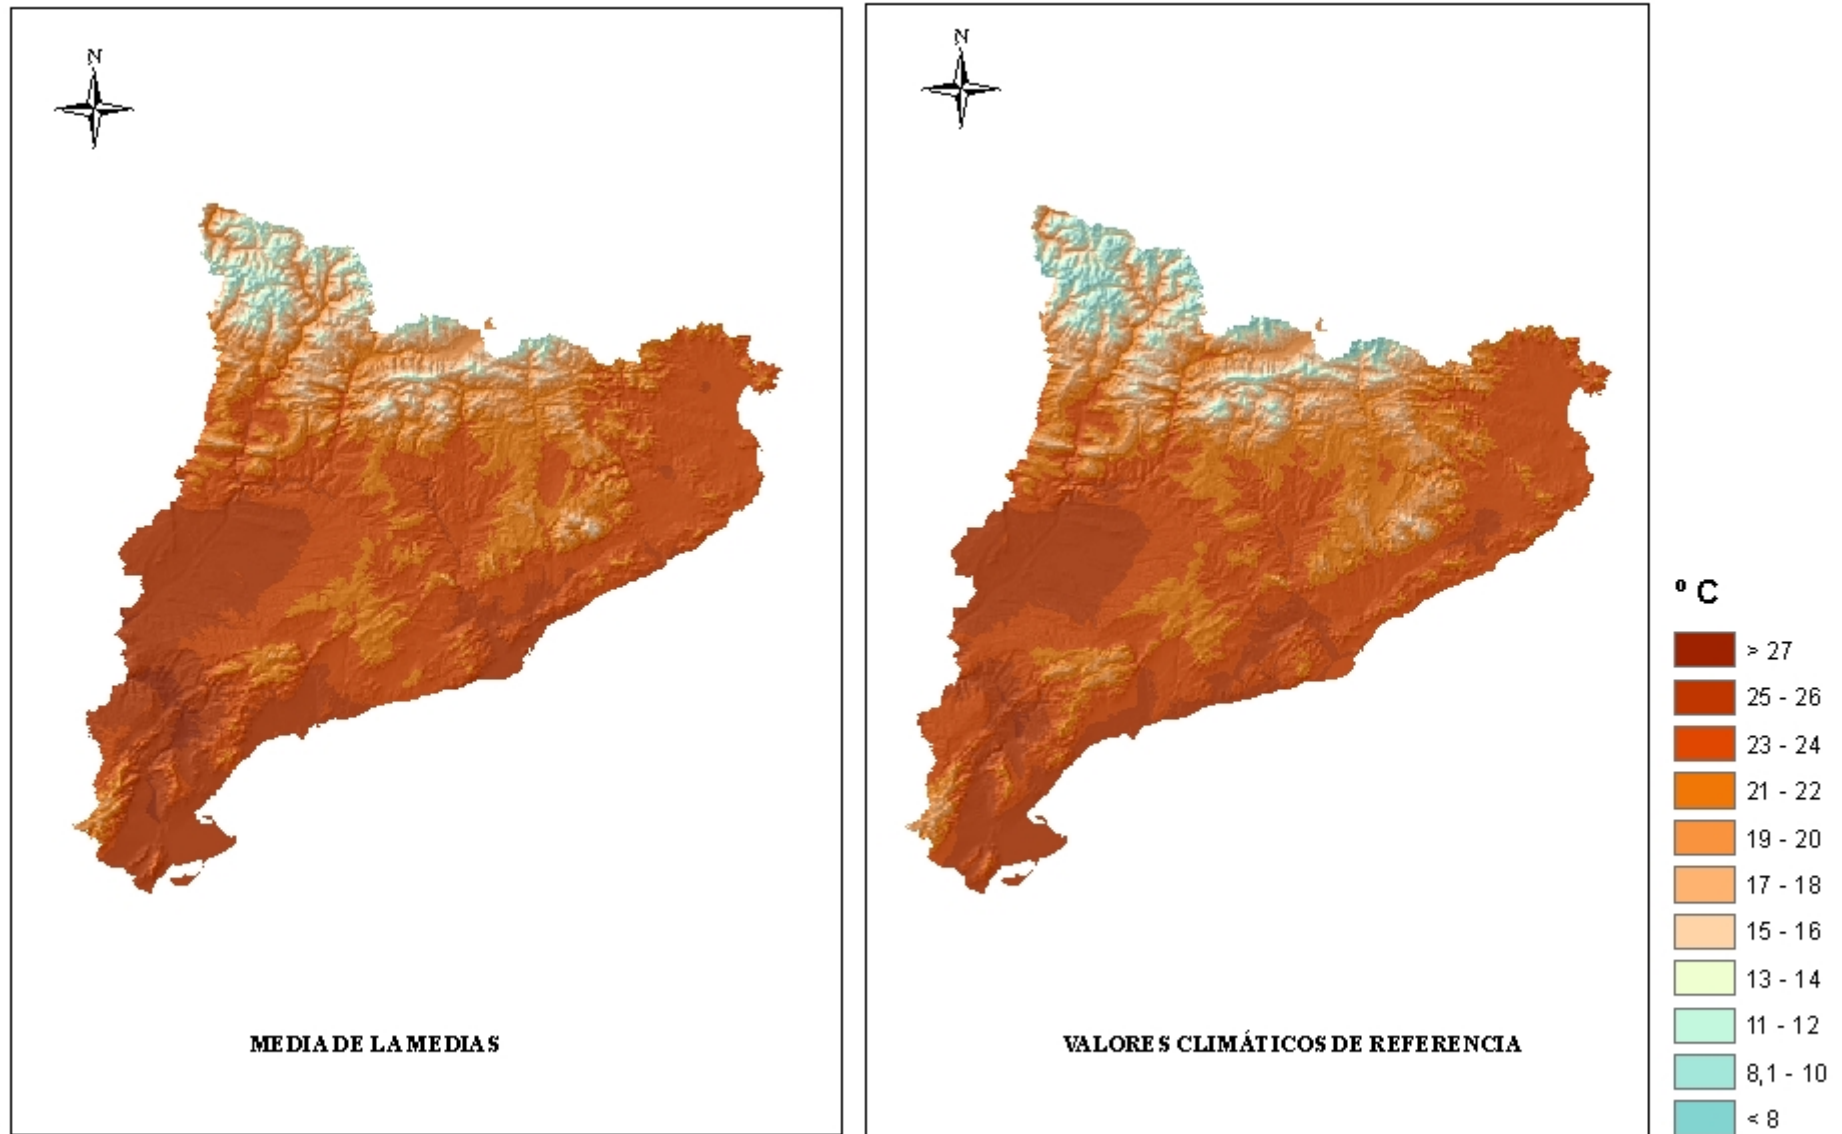 N
N
º C
> 27
25 - 26
23 - 24
21 - 22
19 - 20
17 - 18
15 - 16
13 - 14
11 - 12
8,1 - 10
< 8
MEDIA DE LA MEDIAS
VALORES CLIMÁTICOS DE REFERENCIA